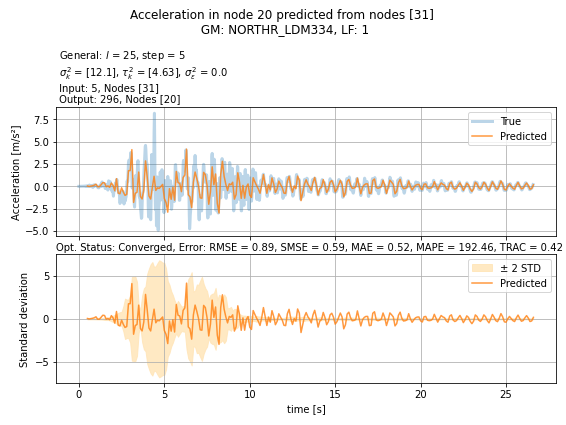 Acceleration in node 20 predicted from nodes [31]
GM: NORTHR_LDM334, LF: 1
General: l = 25, step = 5
σ²ₖ = [12.1], τ²ₖ = [4.63], σ²ₑ = 0.0
Input: 5, Nodes [31]
Output: 296, Nodes [20]
Acceleration [m/s²]
7.5
5.0
2.5
0.0
−2.5
−5.0
True
Predicted
Opt. Status: Converged, Error: RMSE = 0.89, SMSE = 0.59, MAE = 0.52, MAPE = 192.46, TRAC = 0.42
Standard deviation
5
0
−5
± 2 STD
Predicted
0 5 10 15 20 25
time [s]